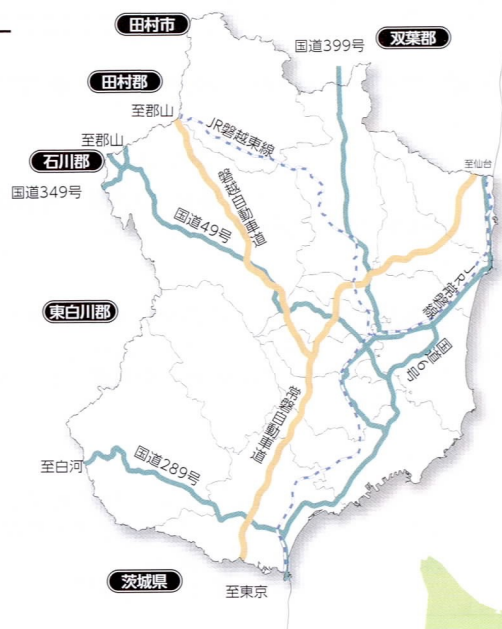 田村市
双葉郡
国道399号
田村郡
至郡山
至郡山
JR磐越東線
石川郡
国道349号
至仙台
磐越自動車道
国道49号
JR常磐線
東白川郡
国道6号
常磐自動車道
至白河
国道289号
茨城県
至東京